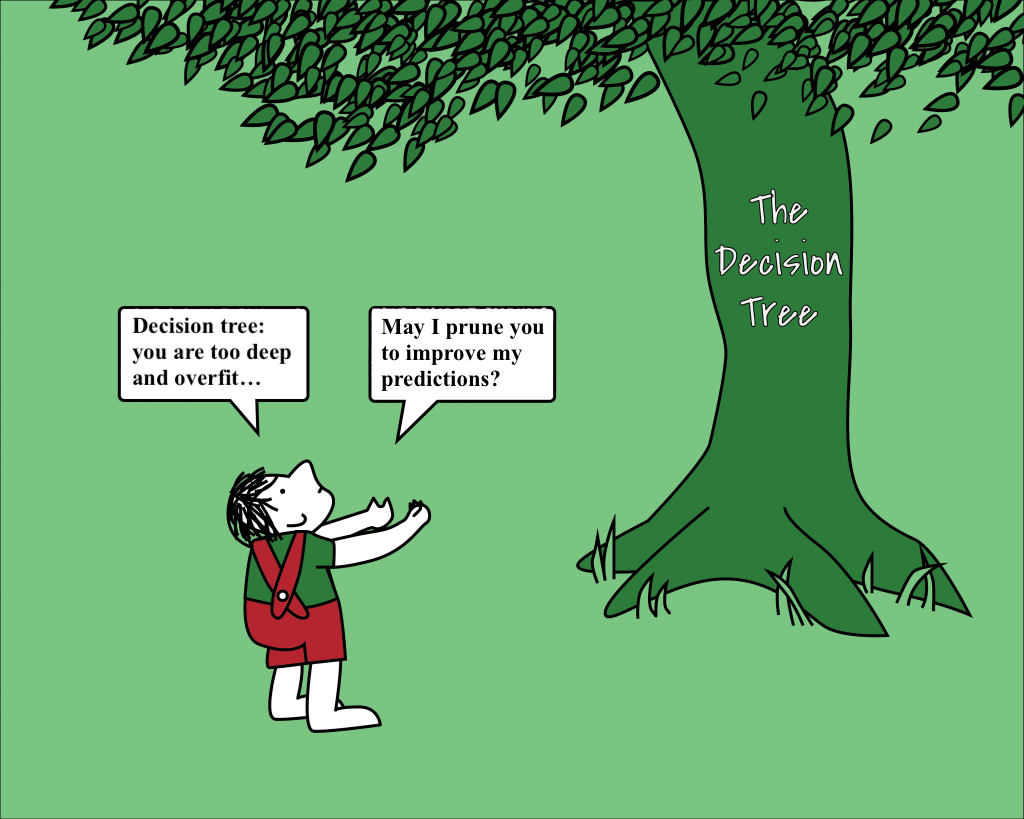 Decision tree:
you are too deep
and overfit...
May I prune you
to improve my
predictions?
The
Decision
Tree